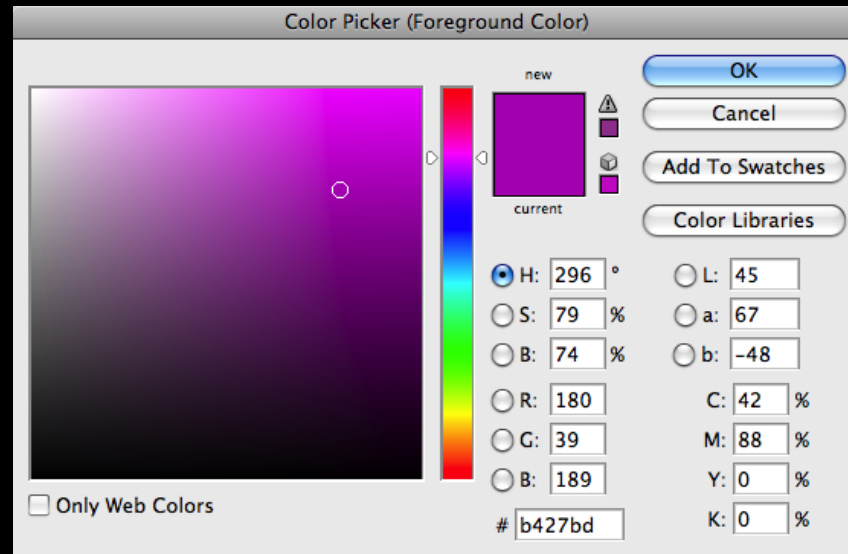 Color Picker (Foreground Color)
new
current
OK
Cancel
Add To Swatches
Color Libraries
H: 296 °
S: 79 %
B: 74 %
R: 180
G: 39
B: 189
# b427bd
L: 45
a: 67
b: -48
C: 42 %
M: 88 %
Y: 0 %
K: 0 %
Only Web Colors